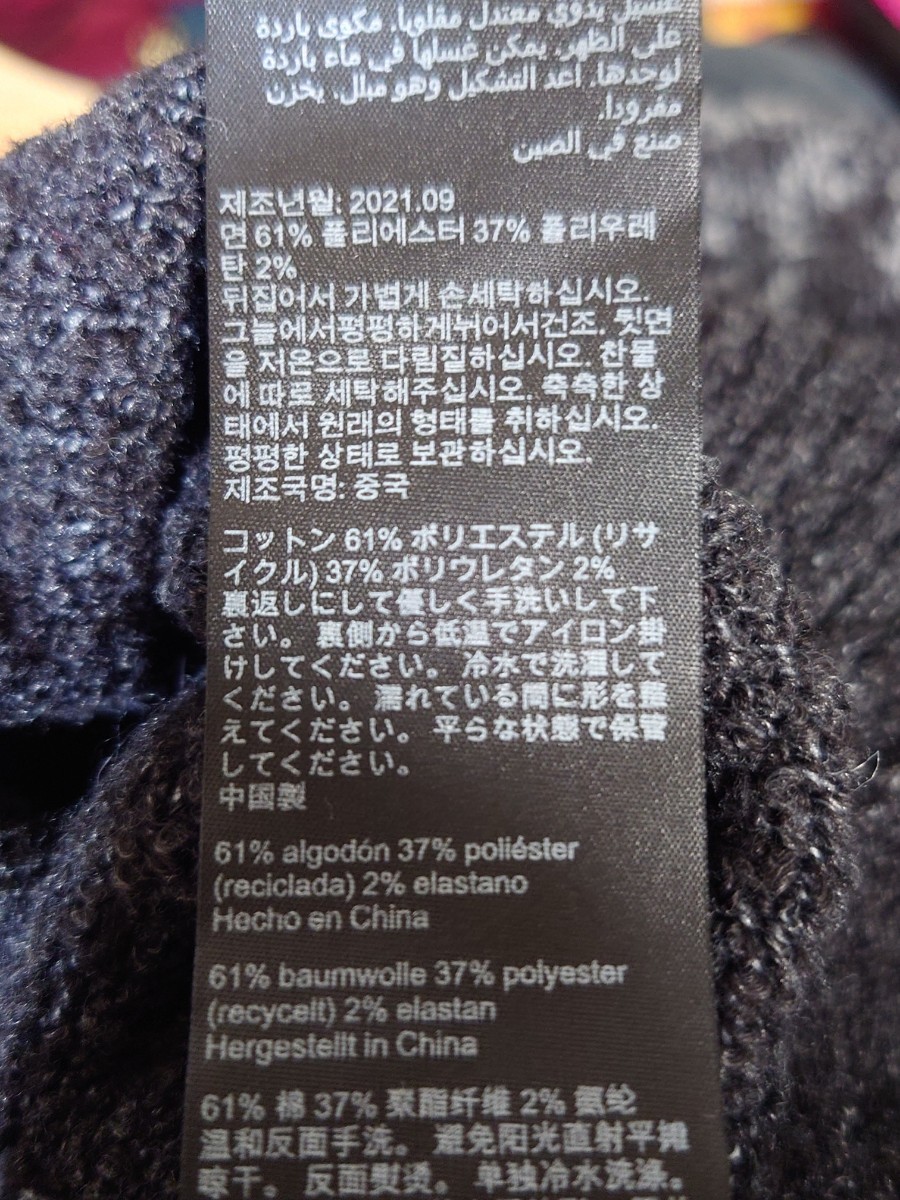 غسيل يدوي معتدل مقلوبا. مكوى باردة
على الظهر. يمكن غسلها في ماء باردة
لوحدها. اعد التشكيل وهو مبلل. يخزن
مفرودا.
صنع في الصين
제조년월: 2021.09
면 61% 폴리에스터 37% 폴리우레
탄 2%
뒤집어서 가볍게 손세탁하십시오.
그늘에서평평하게뉘어서건조. 뒷면
을 저온으로 다림질하십시오. 찬물
에 따로 세탁해주십시오. 축축한 상
태에서 원래의 형태를 취하십시오.
평평한 상태로 보관하십시오.
제조국명: 중국
コットン 61% ポリエステル (リサ
イクル) 37% ポリウレタン 2%
裏返しにして優しく手洗いして下
さい。 裏側から低温でアイロン掛
けしてください。 冷水で洗濯して
ください。 濡れている間に形を整
えてください。 平らな状態で保管
してください。
中国製
61% algodón 37% poliéster
(reciclada) 2% elastano
Hecho en China
61% baumwolle 37% polyester
(recycelt) 2% elastan
Hergestellt in China
61% 棉 37% 聚酯纤维 2% 氨纶
温和反面手洗。 避免阳光直射平摊
晾干。 反面熨烫。 单独冷水洗涤。